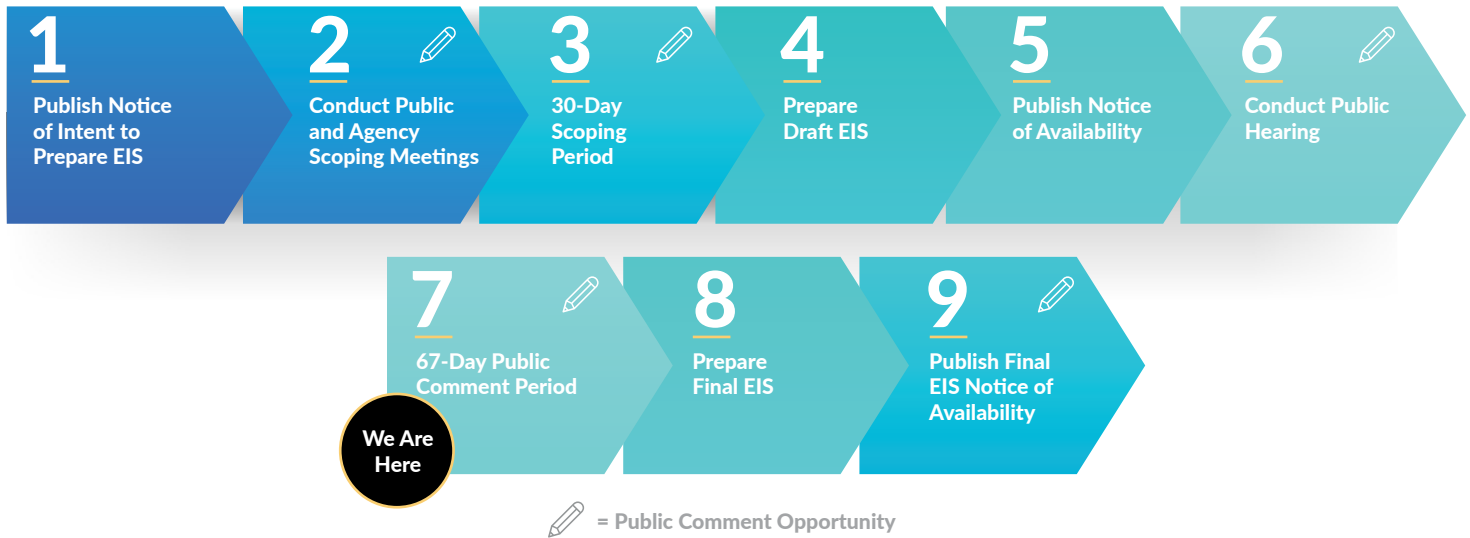 1
Publish Notice
of Intent to
Prepare EIS
2
Conduct Public
and Agency
Scoping Meetings
3
30-Day
Scoping
Period
4
Prepare
Draft EIS
5
Publish Notice
of Availability
6
Conduct Public
Hearing
7
67-Day Public
Comment Period
We Are
Here
8
Prepare
Final EIS
9
Publish Final
EIS Notice of
Availability
= Public Comment Opportunity